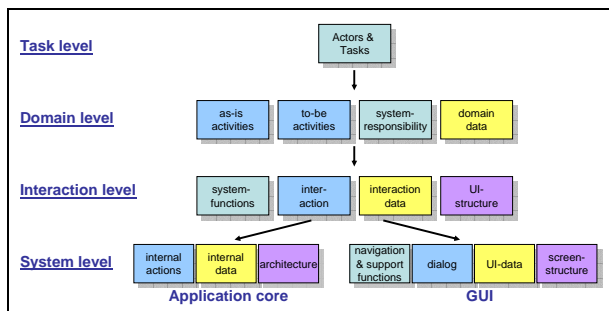 Task level
Actors &
Tasks
Domain level
as-is
activities
to-be
activities
system-
responsibility
domain
data
Interaction level
system-
functions
inter-
action
interaction
data
UI-
structure
System level
internal
actions
internal
data
architecture
navigation
& support
functions
dialog
UI-data
screen-
structure
Application core
GUI